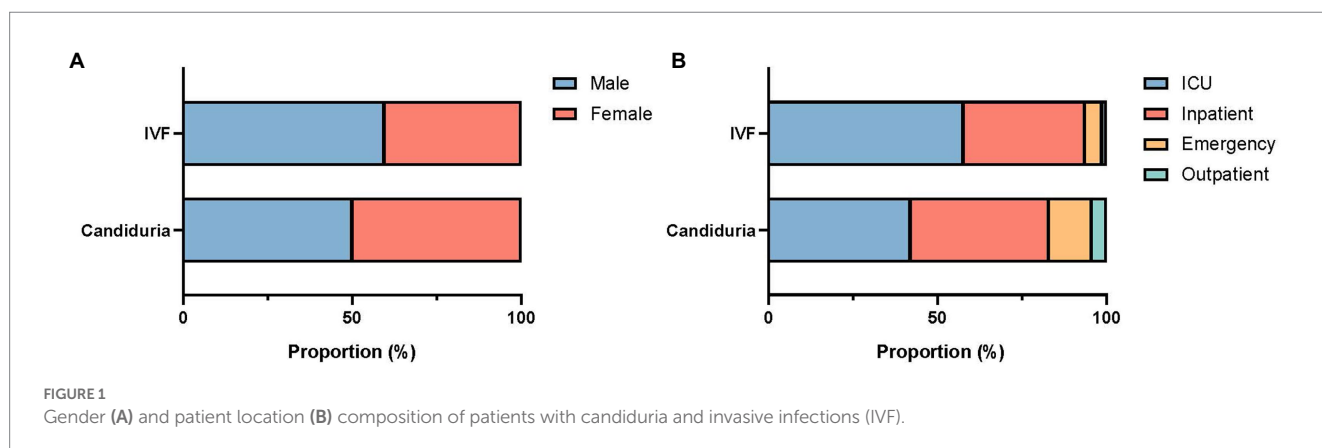 A
Male
Female
IVF
Candiduria
0 50 100
Proportion (%)
B
ICU
Inpatient
Emergency
Outpatient
IVF
Candiduria
0 50 100
Proportion (%)
FIGURE 1
Gender (A) and patient location (B) composition of patients with candiduria and invasive infections (IVF).